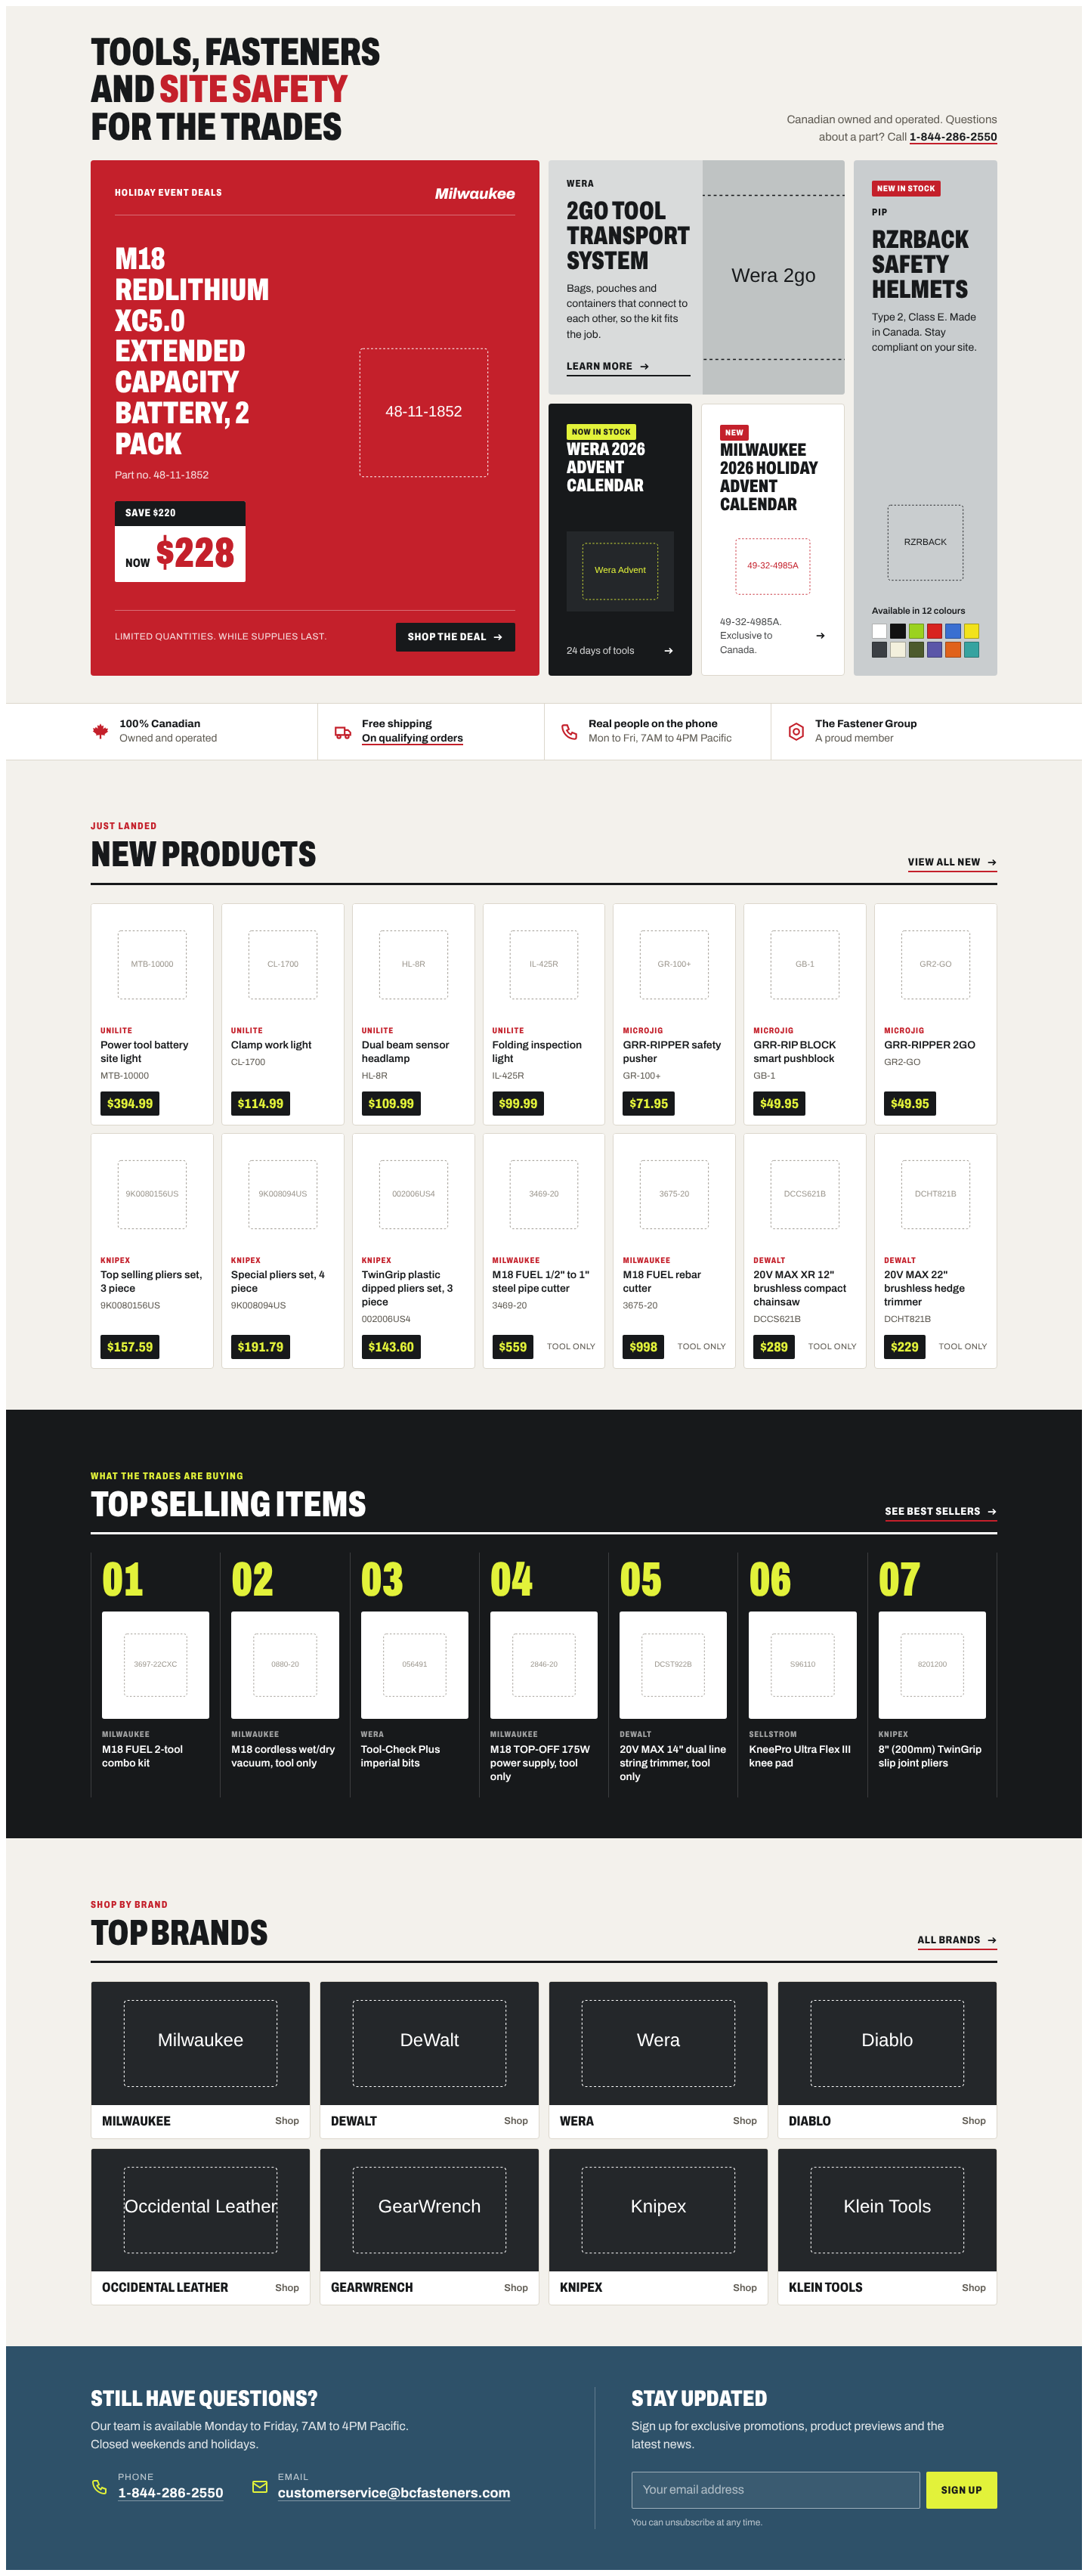 TOOLS, FASTENERS
AND SITE SAFETY
FOR THE TRADES
Canadian owned and operated. Questions
about a part? Call 1-844-286-2550
HOLIDAY EVENT DEALS
Milwaukee
M18
REDLITHIUM
XC5.0
EXTENDED
CAPACITY
BATTERY, 2
PACK
Part no. 48-11-1852
SAVE $220
NOW $228
48-11-1852
LIMITED QUANTITIES. WHILE SUPPLIES LAST.
SHOP THE DEAL →
WERA
2GO TOOL
TRANSPORT
SYSTEM
Bags, pouches and
containers that connect to
each other, so the kit fits
the job.
LEARN MORE →
Wera 2go
NOW IN STOCK
WERA 2026
ADVENT
CALENDAR
Wera Advent
24 days of tools →
NEW
MILWAUKEE
2026 HOLIDAY
ADVENT
CALENDAR
49-32-4985A
49-32-4985A.
Exclusive to
Canada.
→
NEW IN STOCK
PIP
RZRBACK
SAFETY
HELMETS
Type 2, Class E. Made
in Canada. Stay
compliant on your site.
RZRBACK
Available in 12 colours
100% Canadian
Owned and operated
Free shipping
On qualifying orders
Real people on the phone
Mon to Fri, 7AM to 4PM Pacific
The Fastener Group
A proud member
JUST LANDED
NEW PRODUCTS
VIEW ALL NEW →
MTB-10000
UNILITE
Power tool battery
site light
MTB-10000
$394.99
CL-1700
UNILITE
Clamp work light
CL-1700
$114.99
HL-8R
UNILITE
Dual beam sensor
headlamp
HL-8R
$109.99
IL-425R
UNILITE
Folding inspection
light
IL-425R
$99.99
GR-100+
MICROJIG
GRR-RIPPER safety
pusher
GR-100+
$71.95
GB-1
MICROJIG
GRR-RIP BLOCK
smart pushblock
GB-1
$49.95
GR2-GO
MICROJIG
GRR-RIPPER 2GO
GR2-GO
$49.95
9K0080156US
KNIPEX
Top selling pliers set,
3 piece
9K0080156US
$157.59
9K008094US
KNIPEX
Special pliers set, 4
piece
9K008094US
$191.79
002006US4
KNIPEX
TwinGrip plastic
dipped pliers set, 3
piece
002006US4
$143.60
3469-20
MILWAUKEE
M18 FUEL 1/2" to 1"
steel pipe cutter
3469-20
$559 TOOL ONLY
3675-20
MILWAUKEE
M18 FUEL rebar
cutter
3675-20
$998 TOOL ONLY
DCCS621B
DEWALT
20V MAX XR 12"
brushless compact
chainsaw
DCCS621B
$289 TOOL ONLY
DCHT821B
DEWALT
20V MAX 22"
brushless hedge
trimmer
DCHT821B
$229 TOOL ONLY
WHAT THE TRADES ARE BUYING
TOP SELLING ITEMS
SEE BEST SELLERS →
01
3697-22CXC
MILWAUKEE
M18 FUEL 2-tool
combo kit
02
0880-20
MILWAUKEE
M18 cordless wet/dry
vacuum, tool only
03
056491
WERA
Tool-Check Plus
imperial bits
04
2846-20
MILWAUKEE
M18 TOP-OFF 175W
power supply, tool
only
05
DCST922B
DEWALT
20V MAX 14" dual line
string trimmer, tool
only
06
S96110
SELLSTROM
KneePro Ultra Flex III
knee pad
07
8201200
KNIPEX
8" (200mm) TwinGrip
slip joint pliers
SHOP BY BRAND
TOP BRANDS
ALL BRANDS →
Milwaukee
MILWAUKEE Shop
DeWalt
DEWALT Shop
Wera
WERA Shop
Diablo
DIABLO Shop
Occidental Leather
OCCIDENTAL LEATHER Shop
GearWrench
GEARWRENCH Shop
Knipex
KNIPEX Shop
Klein Tools
KLEIN TOOLS Shop
STILL HAVE QUESTIONS?
Our team is available Monday to Friday, 7AM to 4PM Pacific.
Closed weekends and holidays.
PHONE
1-844-286-2550
EMAIL
customerservice@bcfasteners.com
STAY UPDATED
Sign up for exclusive promotions, product previews and the
latest news.
Your email address
SIGN UP
You can unsubscribe at any time.